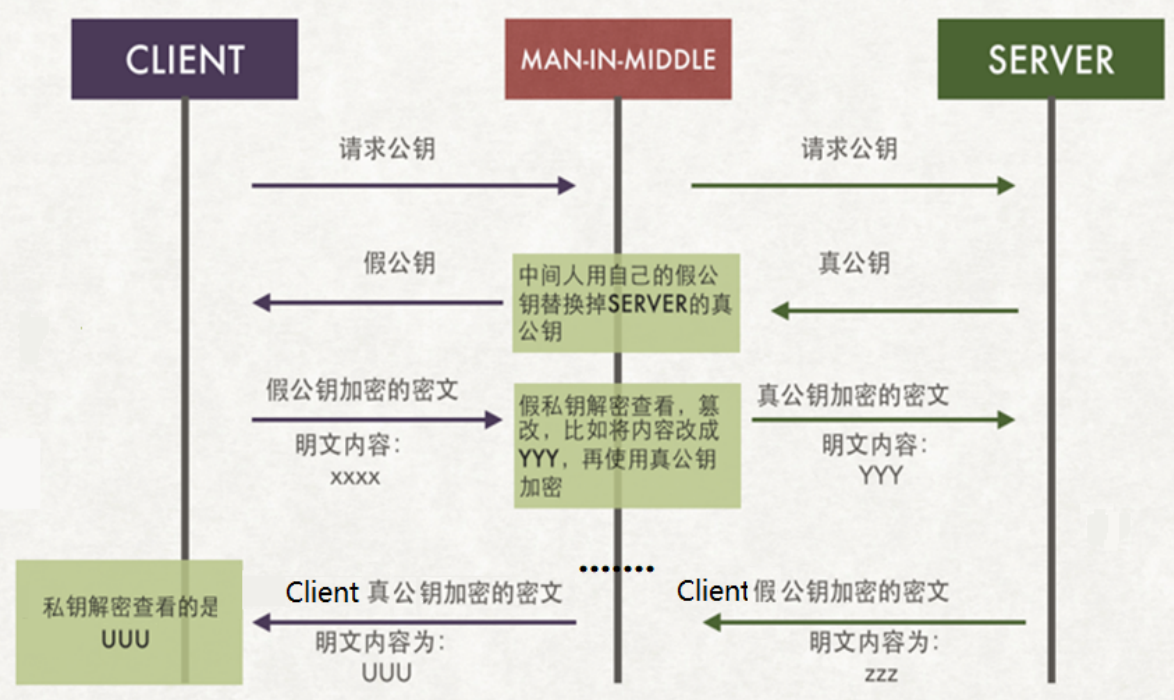 CLIENT
MAN-IN-MIDDLE
SERVER
请求公钥
请求公钥
假公钥
中间人用自己的假公
钥替换掉SERVER的真
公钥
真公钥
假公钥加密的密文
明文内容:
xxxx
假私钥解密查看，篡
改，比如将内容改成
YYY，再使用真公钥
加密
真公钥加密的密文
明文内容:
YYY
.......
私钥解密查看的是
UUU
Client 真公钥加密的密文
明文内容为:
UUU
Client 假公钥加密的密文
明文内容为:
zzz